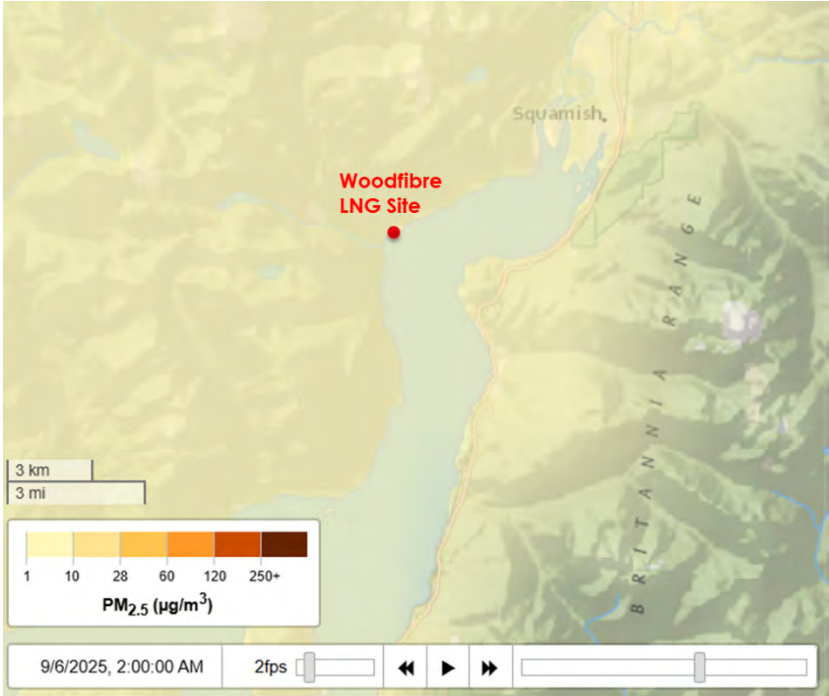 Squamish
Woodfibre
LNG Site
BRITANNIA RANGE
3 km
3 mi
1 10 28 60 120 250+
PM2.5 (µg/m3)
9/6/2025, 2:00:00 AM 2fps